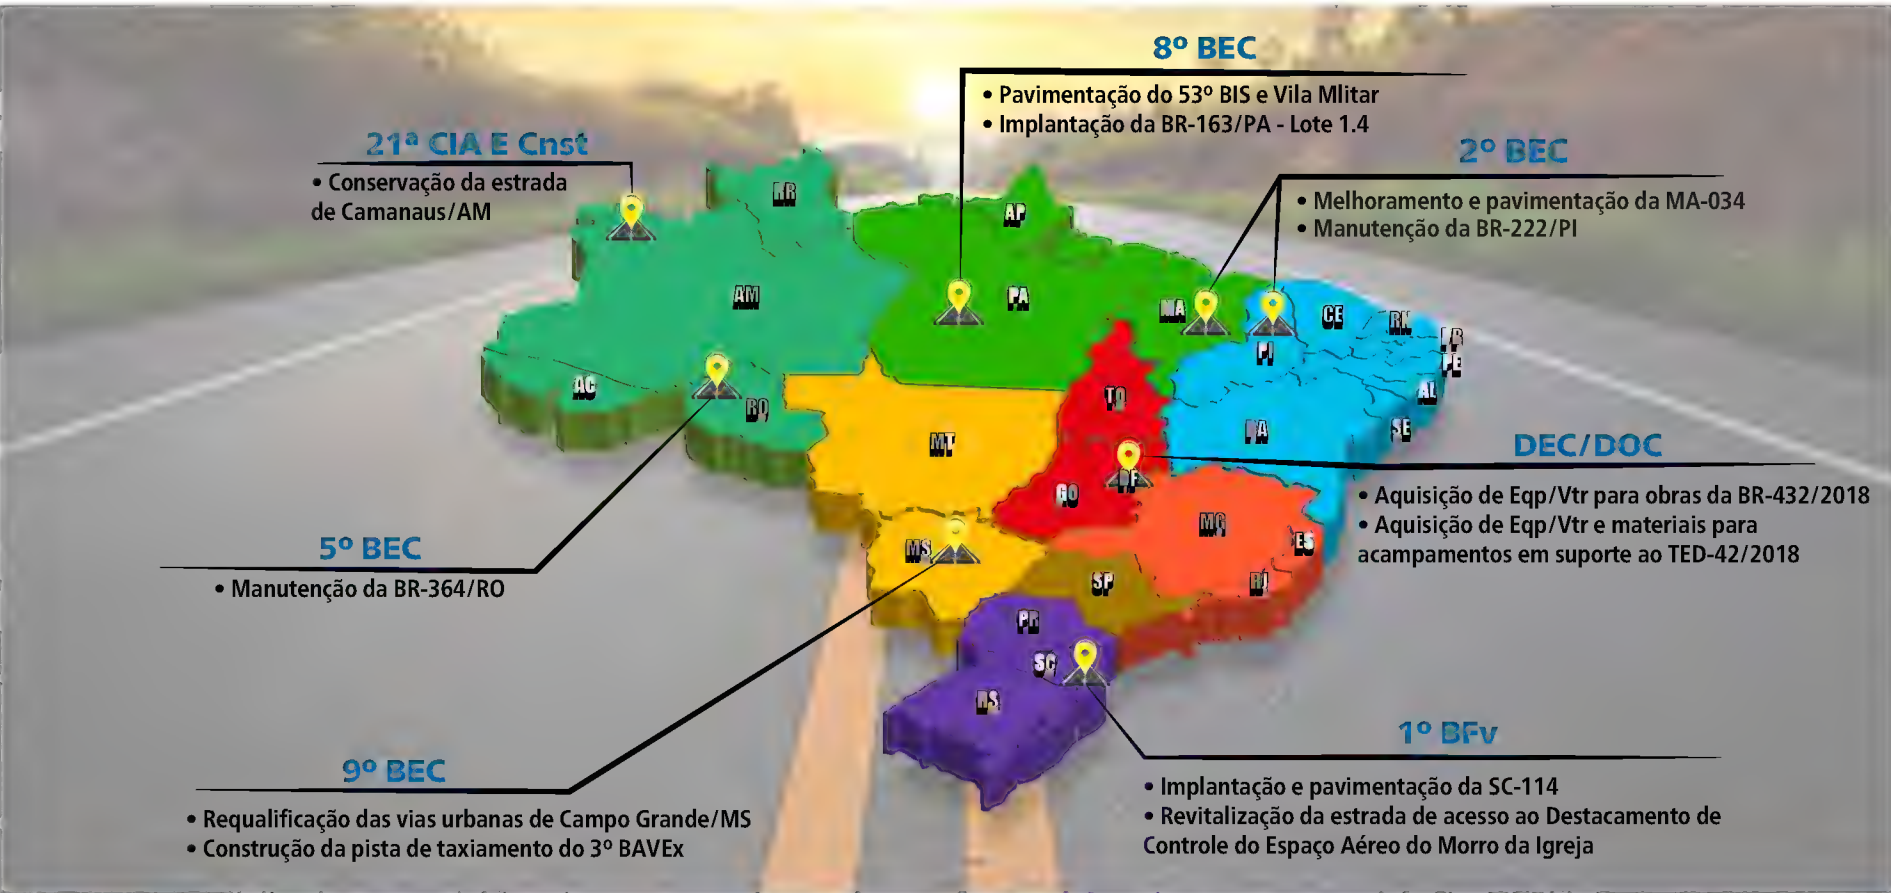 8º BEC
• Pavimentação do 53º BIS e Vila Mlitar
• Implantação da BR-163/PA - Lote 1.4
21ª CIA E Cnst
• Conservação da estrada
de Camanaus/AM
2º BEC
• Melhoramento e pavimentação da MA-034
• Manutenção da BR-222/PI
RR
AP
AM
PA
MA
CE
RN
PB
PE
PI
AL
SE
AC
RO
TO
MT
BA
DF
GO
DEC/DOC
• Aquisição de Eqp/Vtr para obras da BR-432/2018
• Aquisição de Eqp/Vtr e materiais para
acampamentos em suporte ao TED-42/2018
MG
ES
MS
SP
RJ
5º BEC
• Manutenção da BR-364/RO
PR
SC
RS
9º BEC
• Requalificação das vias urbanas de Campo Grande/MS
• Construção da pista de taxiamento do 3º BAVEx
1º BFv
• Implantação e pavimentação da SC-114
• Revitalização da estrada de acesso ao Destacamento de
Controle do Espaço Aéreo do Morro da Igreja